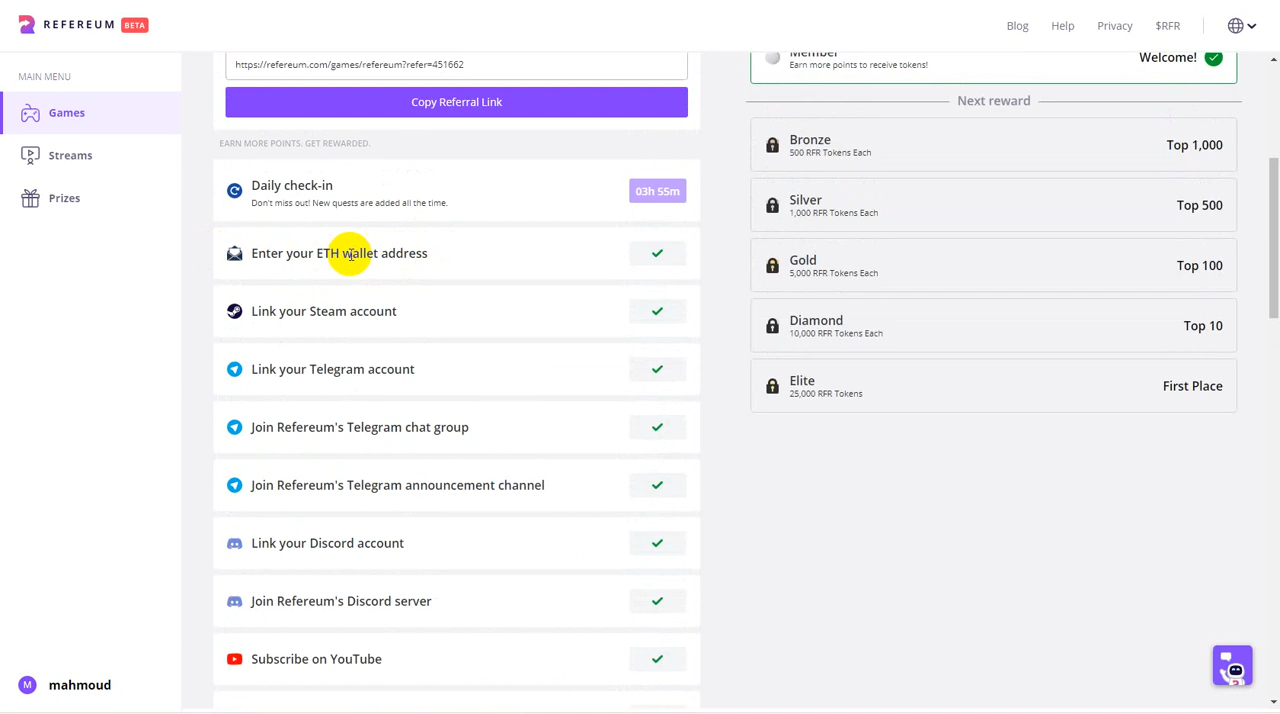 REFEREUM BETA
Blog
Help
Privacy
$RFR
MAIN MENU
Games
Streams
Prizes
M mahmoud
https://refereum.com/games/refereum?refer=451662
Copy Referral Link
EARN MORE POINTS. GET REWARDED.
Daily check-in
Don't miss out! New quests are added all the time.
03h 55m
Enter your ETH wallet address
Link your Steam account
Link your Telegram account
Join Refereum's Telegram chat group
Join Refereum's Telegram announcement channel
Link your Discord account
Join Refereum's Discord server
Subscribe on YouTube
Member
Earn more points to receive tokens!
Welcome!
Next reward
Bronze
500 RFR Tokens Each
Top 1,000
Silver
1,000 RFR Tokens Each
Top 500
Gold
5,000 RFR Tokens Each
Top 100
Diamond
10,000 RFR Tokens Each
Top 10
Elite
25,000 RFR Tokens
First Place